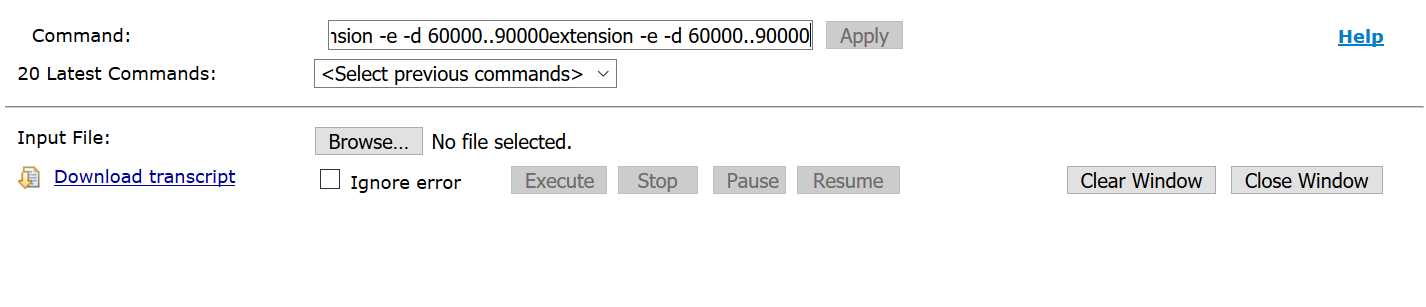 Command: nsion -e -d 60000..90000extension -e -d 60000..90000 Apply Help
20 Latest Commands: <Select previous commands>
Input File: Browse... No file selected.
Download transcript Ignore error Execute Stop Pause Resume Clear Window Close Window